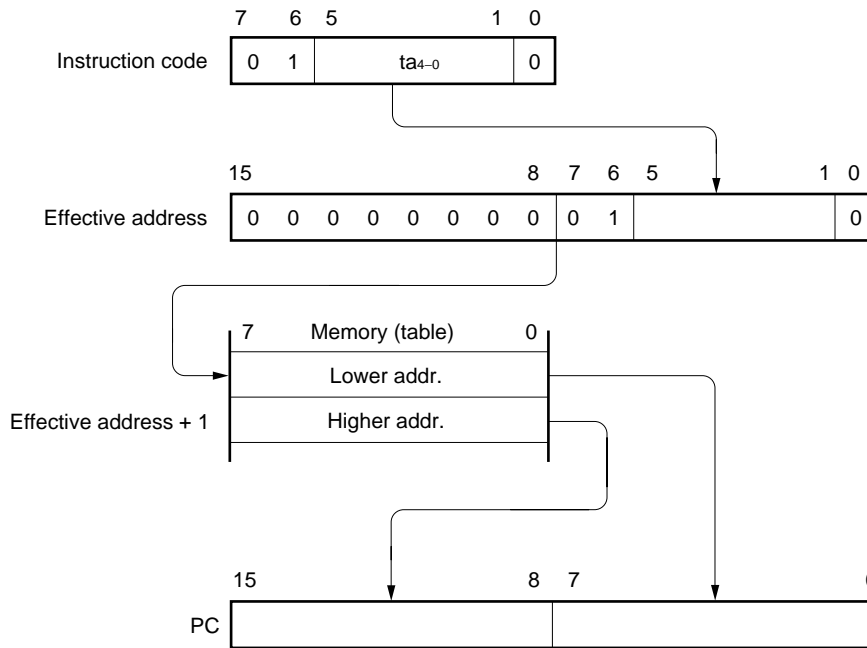 7 6 5 1 0
Instruction code 0 1 ta4–0 0
15 8 7 6 5 1 0
Effective address 0 0 0 0 0 0 0 0 0 1 0
7 Memory (table) 0
Lower addr.
Effective address + 1 Higher addr.
15 8 7
PC